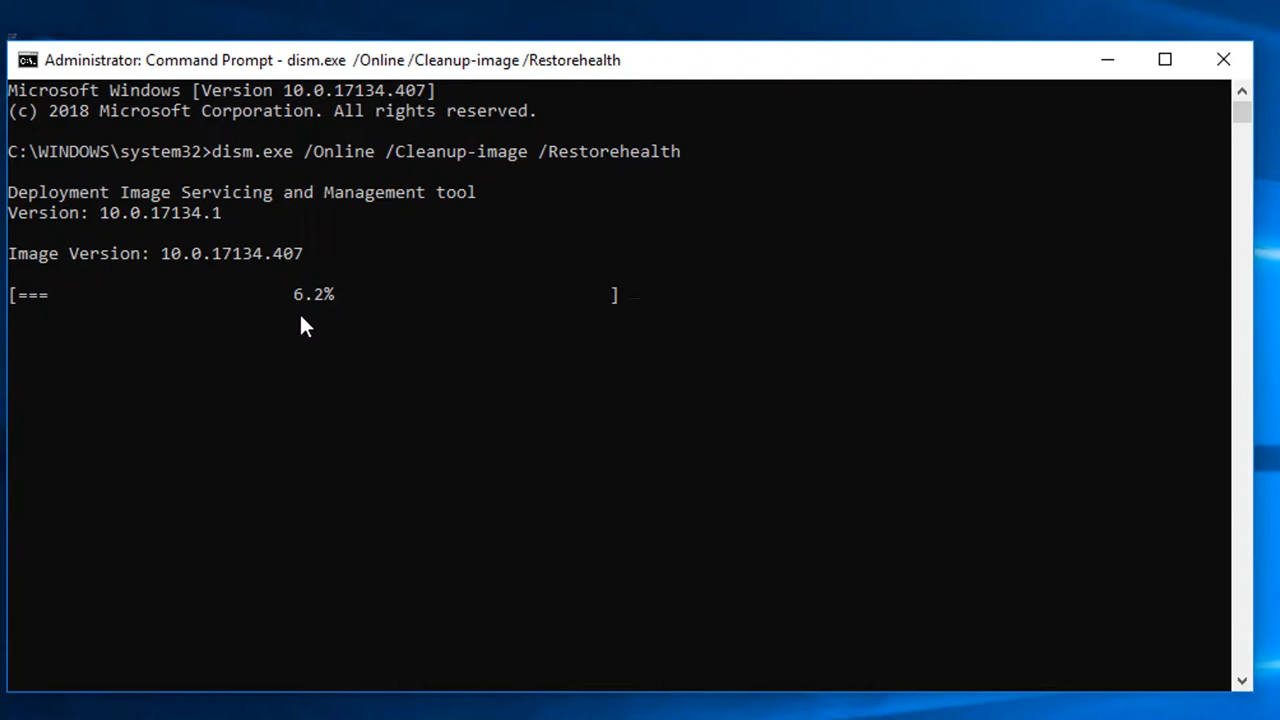 Administrator: Command Prompt - dism.exe  /Online /Cleanup-image /Restorehealth
Microsoft Windows [Version 10.0.17134.407]
(c) 2018 Microsoft Corporation. All rights reserved.
C:\WINDOWS\system32>dism.exe /Online /Cleanup-image /Restorehealth
Deployment Image Servicing and Management tool
Version: 10.0.17134.1
Image Version: 10.0.17134.407
[===                        6.2%                           ]